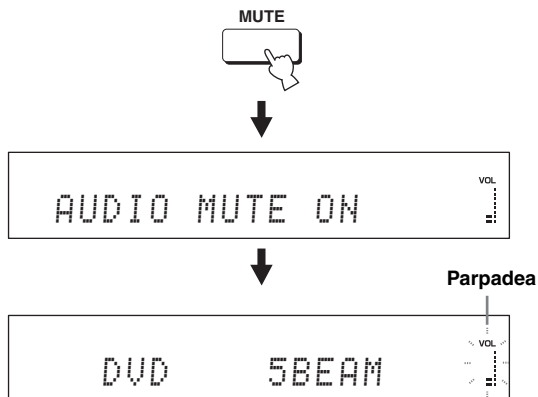 MUTE
VOL
AUDIO MUTE ON
Parpadea
VOL
DVD 5BEAM